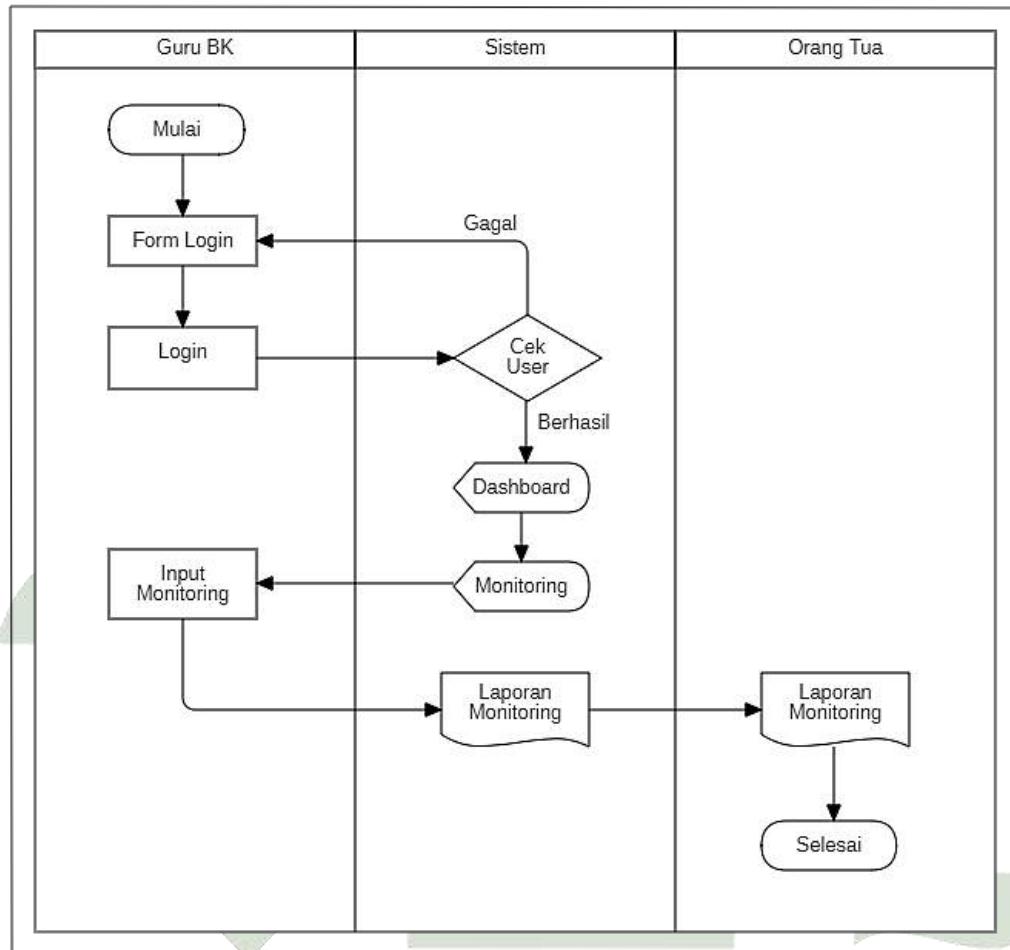 Guru BK
Sistem
Orang Tua
Mulai
Gagal
Form Login
Login
Cek
User
Berhasil
Dashboard
Input
Monitoring
Monitoring
Laporan
Monitoring
Laporan
Monitoring
Selesai